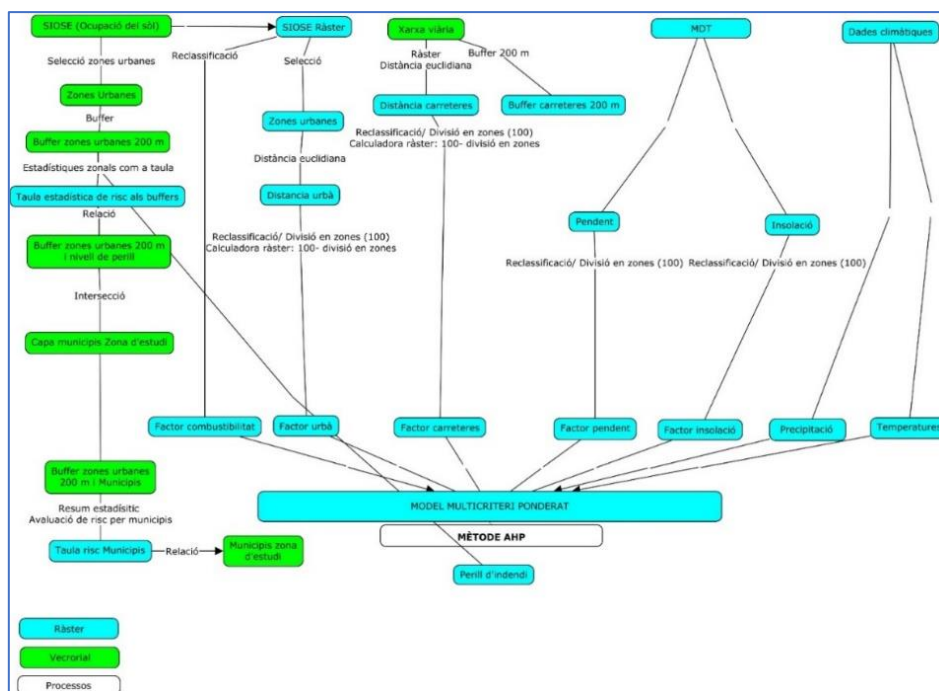 SIOSE (Ocupació del sòl)
SIOSE Ràster
Xarxa viària
MDT
Dades climàtiques
Reclassificació
Selecció zones urbanes
Selecció
Ràster
Distància euclidiana
Buffer 200 m
Zones Urbanes
Distància carreteres
Buffer carreteres 200 m
Buffer
Zones urbanes
Reclassificació/ Divisió en zones (100)
Calculadora ràster: 100- divisió en zones
Buffer zones urbanes 200 m
Distància euclidiana
Estadístiques zonals com a taula
Taula estadística de risc als buffers
Distancia urbà
Relació
Pendent
Insolació
Buffer zones urbanes 200 m
i nivell de perill
Reclassificació/ Divisió en zones (100)
Calculadora ràster: 100- divisió en zones
Reclassificació/ Divisió en zones (100)
Reclassificació/ Divisió en zones (100)
Intersecció
Capa municipis Zona d'estudi
Factor combustibilitat
Factor urbà
Factor carreteres
Factor pendent
Factor insolació
Precipitació
Temperatures
Buffer zones urbanes
200 m i Municipis
MODEL MULTICRITERI PONDERAT
Resum estadísitic
Avaluació de risc per municipis
MÈTODE AHP
Taula risc Municipis
Relació
Municipis zona
d'estudi
Perill d'indendi
Ràster
Vecrorial
Processos